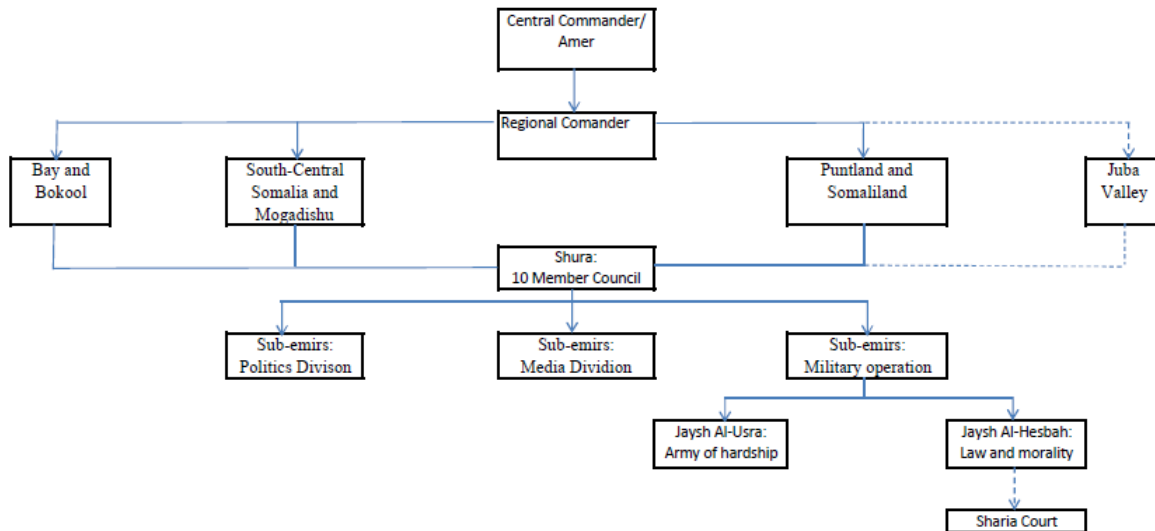 Central Commander/
Amer
Regional Comander
Bay and
Bokool
South-Central
Somalia and
Mogadishu
Puntland and
Somaliland
Juba
Valley
Shura:
10 Member Council
Sub-emirs:
Politics Divison
Sub-emirs:
Media Dividion
Sub-emirs:
Military operation
Jaysh Al-Usra:
Army of hardship
Jaysh Al-Hesbah:
Law and morality
Sharia Court